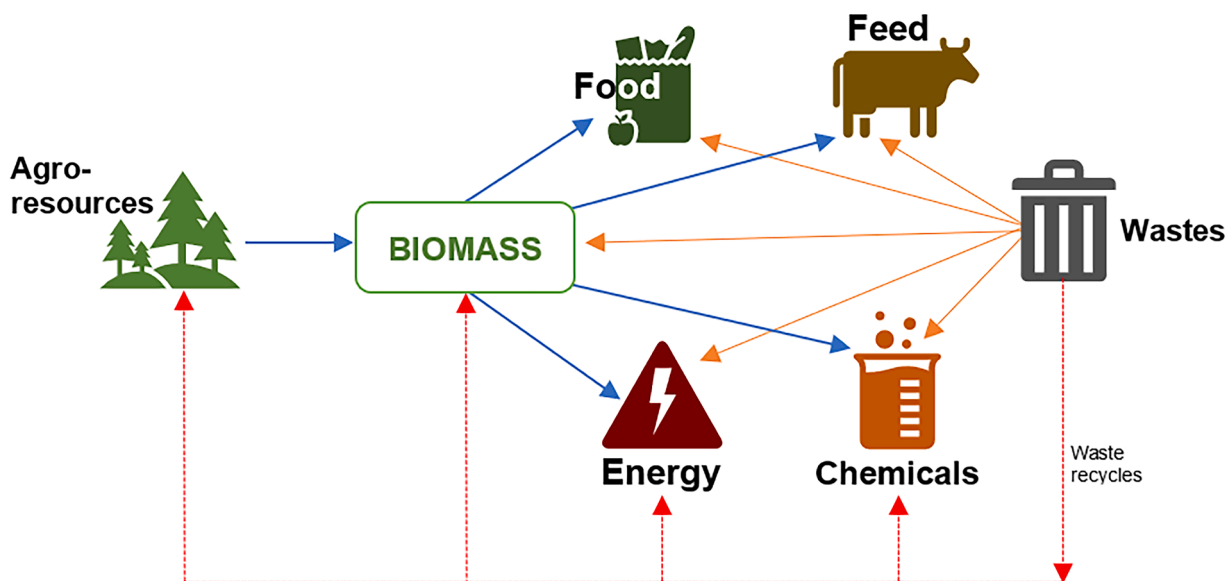 Feed
Food
Agro-
resources
BIOMASS
Wastes
Energy
Chemicals
Waste
recycles